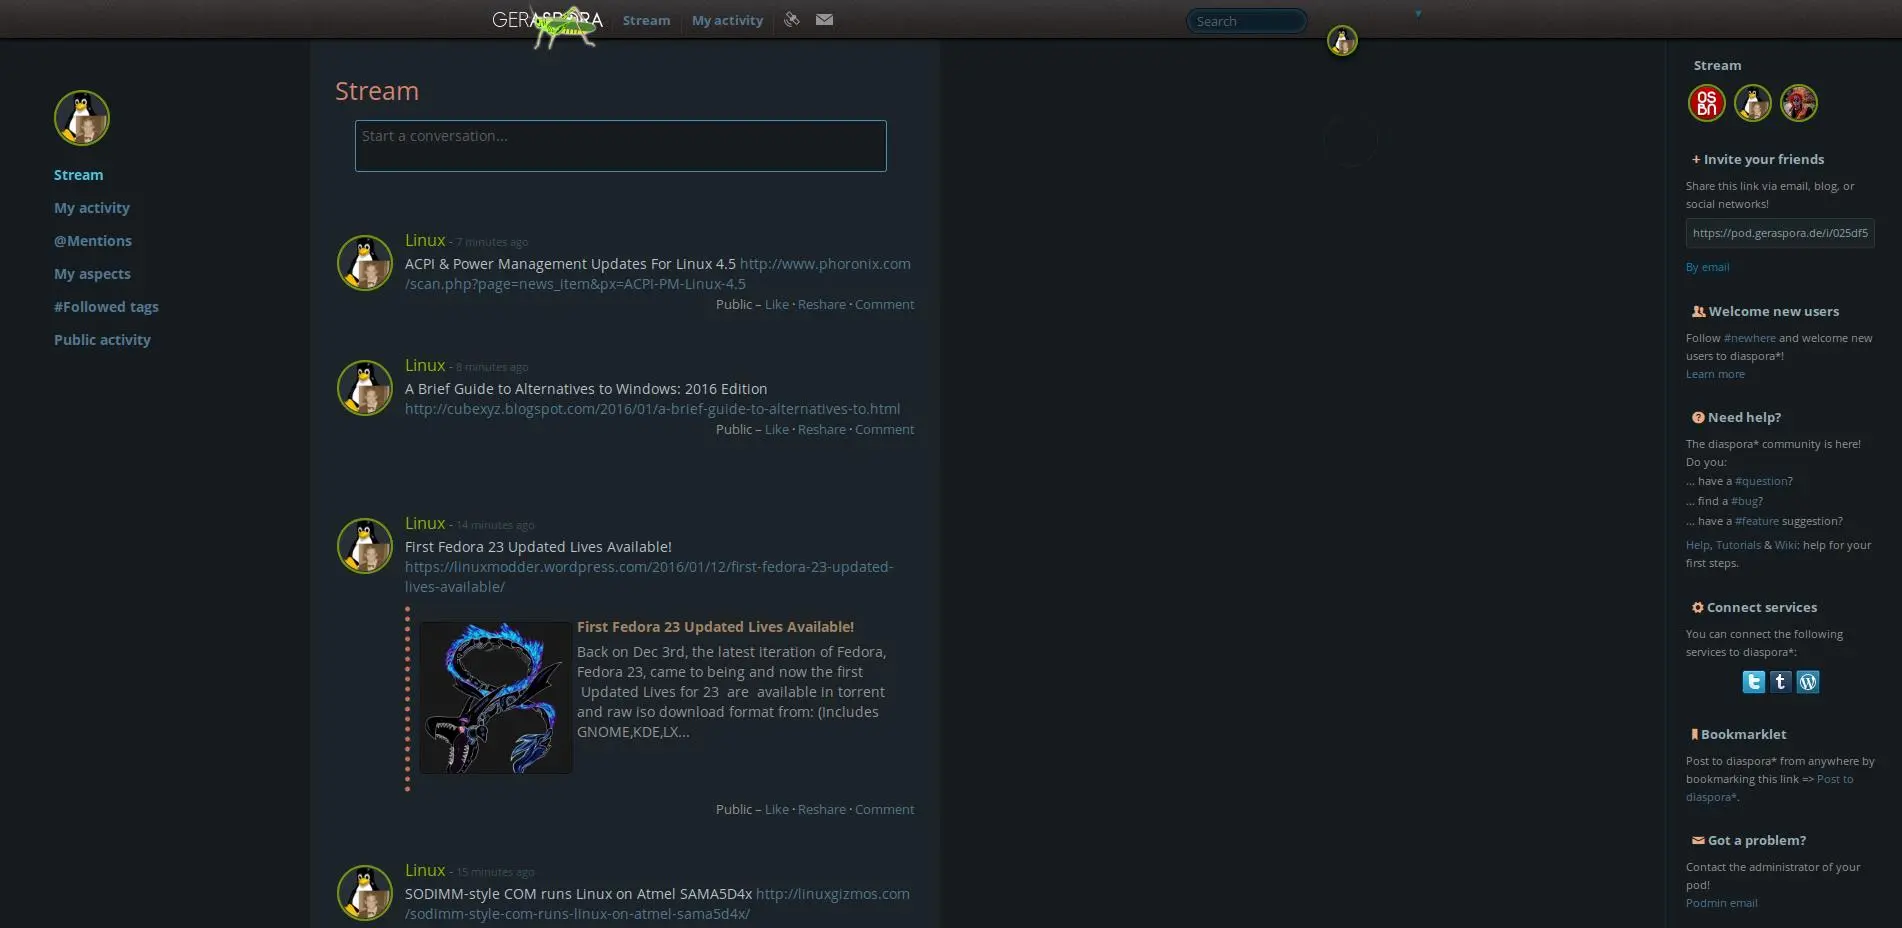 GERASPORA
Stream
My activity
Search
Stream
My activity
@Mentions
My aspects
#Followed tags
Public activity
Stream
Start a conversation...
Linux - 7 minutes ago
ACPI & Power Management Updates For Linux 4.5 http://www.phoronix.com
/scan.php?page=news_item&px=ACPI-PM-Linux-4.5
Public – Like · Reshare · Comment
Linux - 8 minutes ago
A Brief Guide to Alternatives to Windows: 2016 Edition
http://cubexyz.blogspot.com/2016/01/a-brief-guide-to-alternatives-to.html
Public – Like · Reshare · Comment
Linux - 14 minutes ago
First Fedora 23 Updated Lives Available!
https://linuxmodder.wordpress.com/2016/01/12/first-fedora-23-updated-
lives-available/
First Fedora 23 Updated Lives Available!
Back on Dec 3rd, the latest iteration of Fedora,
Fedora 23, came to being and now the first
Updated Lives for 23 are available in torrent
and raw iso download format from: (Includes
GNOME,KDE,LX...
Public – Like · Reshare · Comment
Linux - 15 minutes ago
SODIMM-style COM runs Linux on Atmel SAMA5D4x http://linuxgizmos.com
/sodimm-style-com-runs-linux-on-atmel-sama5d4x/
Stream
OS
BN
+ Invite your friends
Share this link via email, blog, or
social networks!
https://pod.geraspora.de/i/025df5
By email
Welcome new users
Follow #newhere and welcome new
users to diaspora*!
Learn more
Need help?
The diaspora* community is here!
Do you:
... have a #question?
... find a #bug?
... have a #feature suggestion?
Help, Tutorials & Wiki: help for your
first steps.
Connect services
You can connect the following
services to diaspora*:
Bookmarklet
Post to diaspora* from anywhere by
bookmarking this link => Post to
diaspora*.
Got a problem?
Contact the administrator of your
pod!
Podmin email